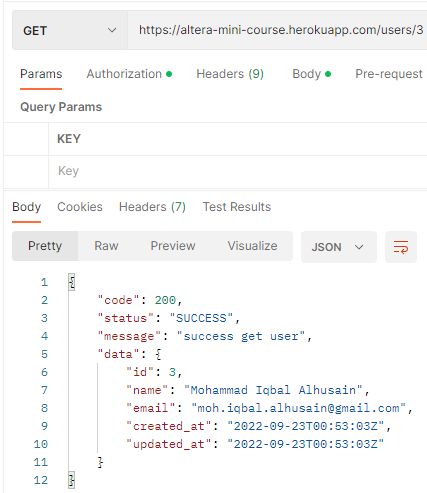 GET https://altera-mini-course.herokuapp.com/users/3
Params Authorization Headers (9) Body Pre-request
Query Params
KEY
Key
Body Cookies Headers (7) Test Results
Pretty Raw Preview Visualize JSON
1 {
2 "code": 200,
3 "status": "SUCCESS",
4 "message": "success get user",
5 "data": {
6 "id": 3,
7 "name": "Mohammad Iqbal Alhusain",
8 "email": "moh.iqbal.alhusain@gmail.com",
9 "created_at": "2022-09-23T00:53:03Z",
10 "updated_at": "2022-09-23T00:53:03Z"
11 }
12 }